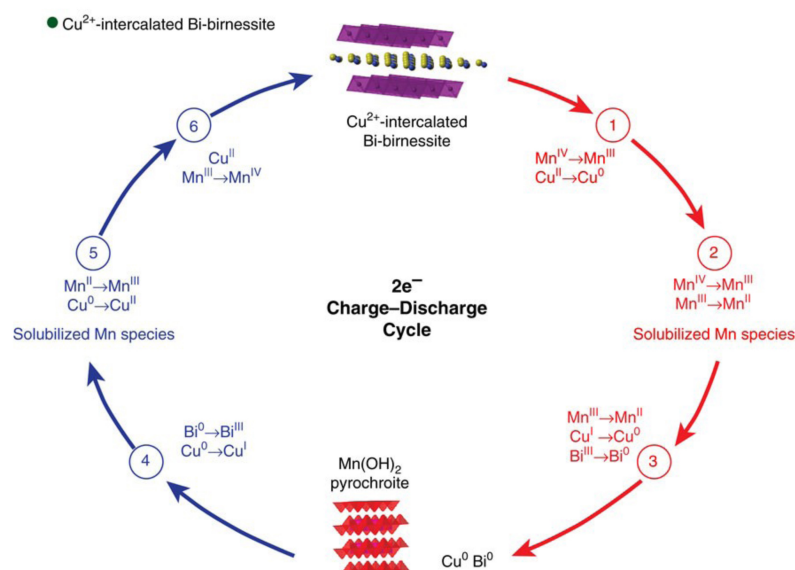 Cu²⁺-intercalated Bi-birnessite
Cu²⁺-intercalated
Bi-birnessite
1
Mnᴵⱽ→Mnᴵᴵᴵ
Cuᴵᴵ→Cu⁰
2
Mnᴵⱽ→Mnᴵᴵᴵ
Mnᴵᴵᴵ→Mnᴵᴵ
Solubilized Mn species
3
Mnᴵᴵᴵ→Mnᴵᴵ
Cuᴵ→Cu⁰
Biᴵᴵᴵ→Bi⁰
Mn(OH)₂
pyrochroite
Cu⁰ Bi⁰
4
Bi⁰→Biᴵᴵᴵ
Cu⁰→Cuᴵ
5
Mnᴵᴵ→Mnᴵᴵᴵ
Cu⁰→Cuᴵᴵ
Solubilized Mn species
6
Cuᴵᴵ
Mnᴵᴵᴵ→Mnᴵⱽ
2e⁻
Charge–Discharge
Cycle